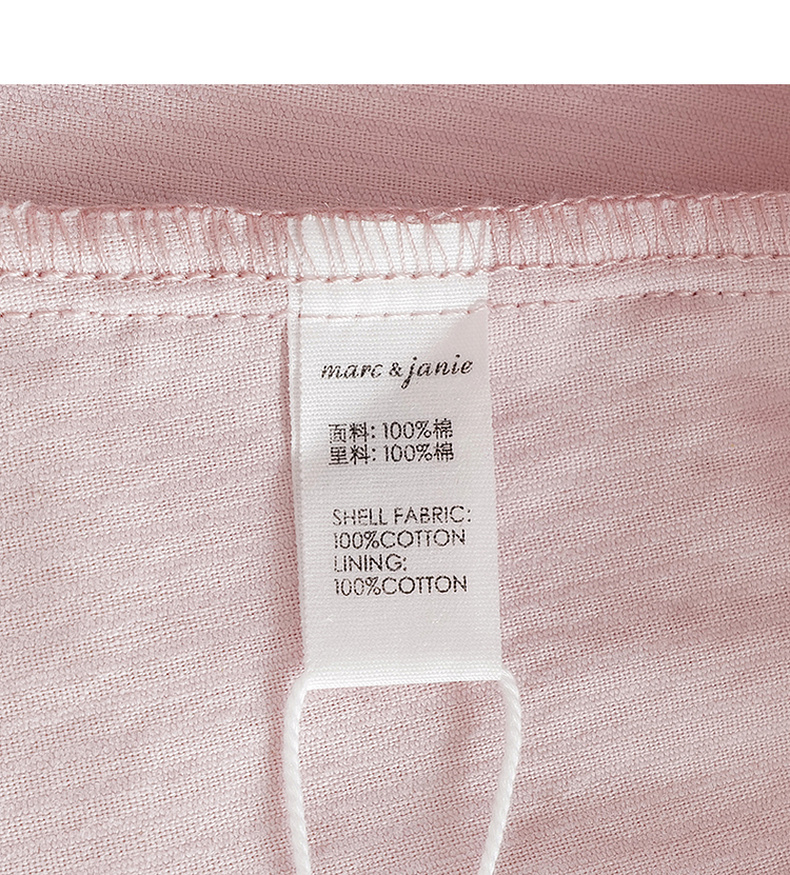 marc & janie
面料: 100%棉
里料: 100%棉
SHELL FABRIC:
100%COTTON
LINING:
100%COTTON